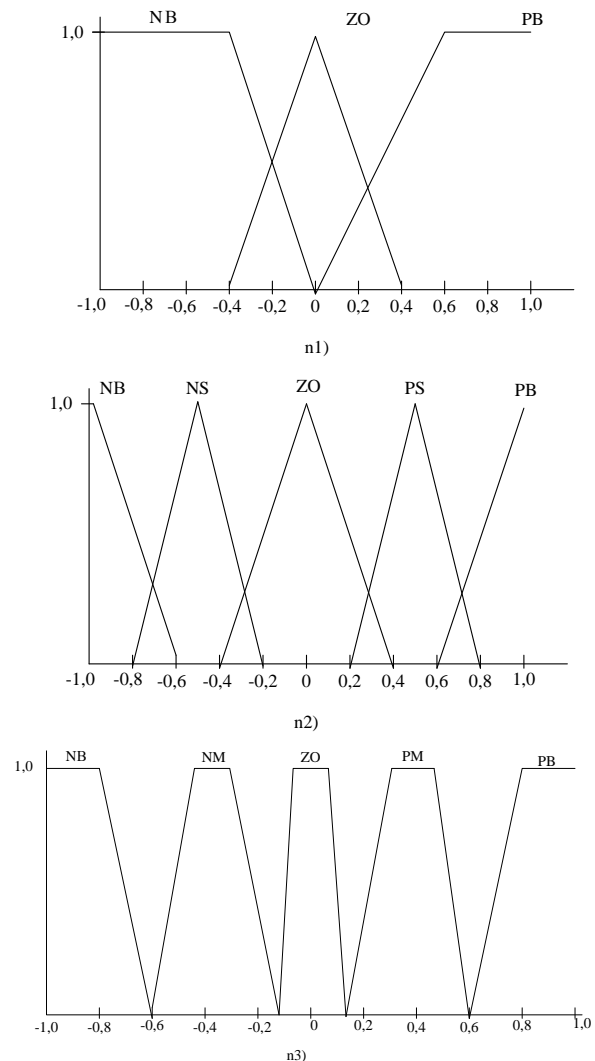 NB ZO PB
1,0
-1,0 -0,8 -0,6 -0,4 -0,2 0 0,2 0,4 0,6 0,8 1,0
n1)
NB NS ZO PS PB
1,0
-1,0 -0,8 -0,6 -0,4 -0,2 0 0,2 0,4 0,6 0,8 1,0
n2)
NB NM ZO PM PB
1,0
-1,0 -0,8 -0,6 -0,4 -0,2 0 0,2 0,4 0,6 0,8 1,0
n3)